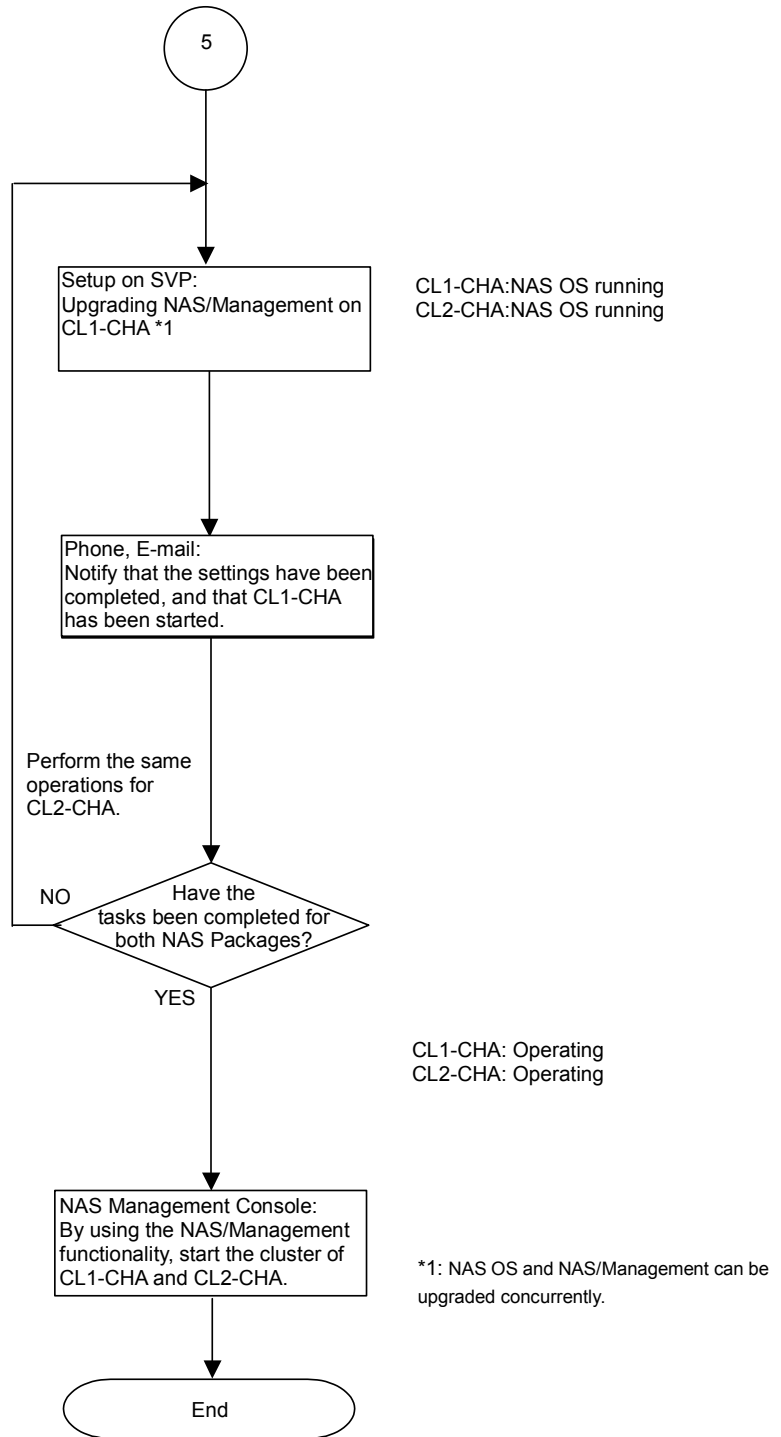 5
Setup on SVP:
Upgrading NAS/Management on
CL1-CHA *1
CL1-CHA:NAS OS running
CL2-CHA:NAS OS running
Phone, E-mail:
Notify that the settings have been
completed, and that CL1-CHA
has been started.
Perform the same
operations for
CL2-CHA.
NO
Have the
tasks been completed for
both NAS Packages?
YES
CL1-CHA: Operating
CL2-CHA: Operating
NAS Management Console:
By using the NAS/Management
functionality, start the cluster of
CL1-CHA and CL2-CHA.
*1: NAS OS and NAS/Management can be
upgraded concurrently.
End